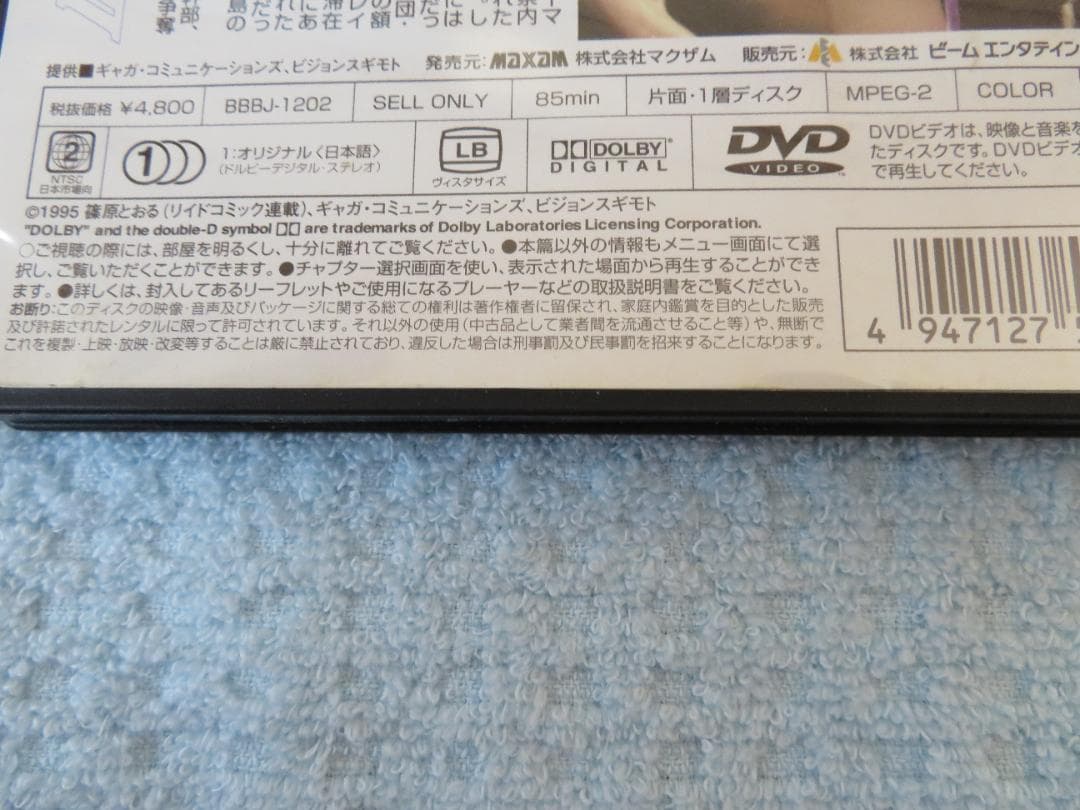 提供■ギャガ・コミュニケーションズ、ビジョンスギモト 発売元:MAXAM 株式会社マクザム 販売元: 株式会社 ビームエンタテイン
税抜価格 ¥4,800 BBBJ-1202 SELL ONLY 85min 片面・1層ディスク MPEG-2 COLOR
2
NTSC
日本市場向
1
1:オリジナル〈日本語〉
(ドルビーデジタル・ステレオ)
LB
ビスタサイズ
DOLBY
DIGITAL
DVD
VIDEO
DVDビデオは、映像と音楽を
たディスクです。DVDビデオ
で再生してください。
©1995 篠原とおる(リイドコミック連載)、ギャガ・コミュニケーションズ、ビジョンスギモト
"DOLBY" and the double-D symbol are trademarks of Dolby Laboratories Licensing Corporation.
○ご視聴の際には、部屋を明るくし、十分に離れてご覧ください。●本篇以外の情報もメニュー画面にて選
択し、ご覧いただくことができます。●チャプター選択画面を使い、表示された場面から再生することができ
ます。●詳しくは、封入してあるリーフレットやご使用になるプレーヤーなどの取扱説明書をご覧ください。
お断り:このディスクの映像・音声及びパッケージに関する総ての権利は著作権者に留保され、家庭内鑑賞を目的とした販売
及び許諾されたレンタルに限って許可されています。それ以外の使用(中古品として業者間を流通させること等)や、無断で
これを複製・上映・放映・改変等することは厳に禁止されており、違反した場合は刑事罰及び民事罰を招来することになります。
4 947127